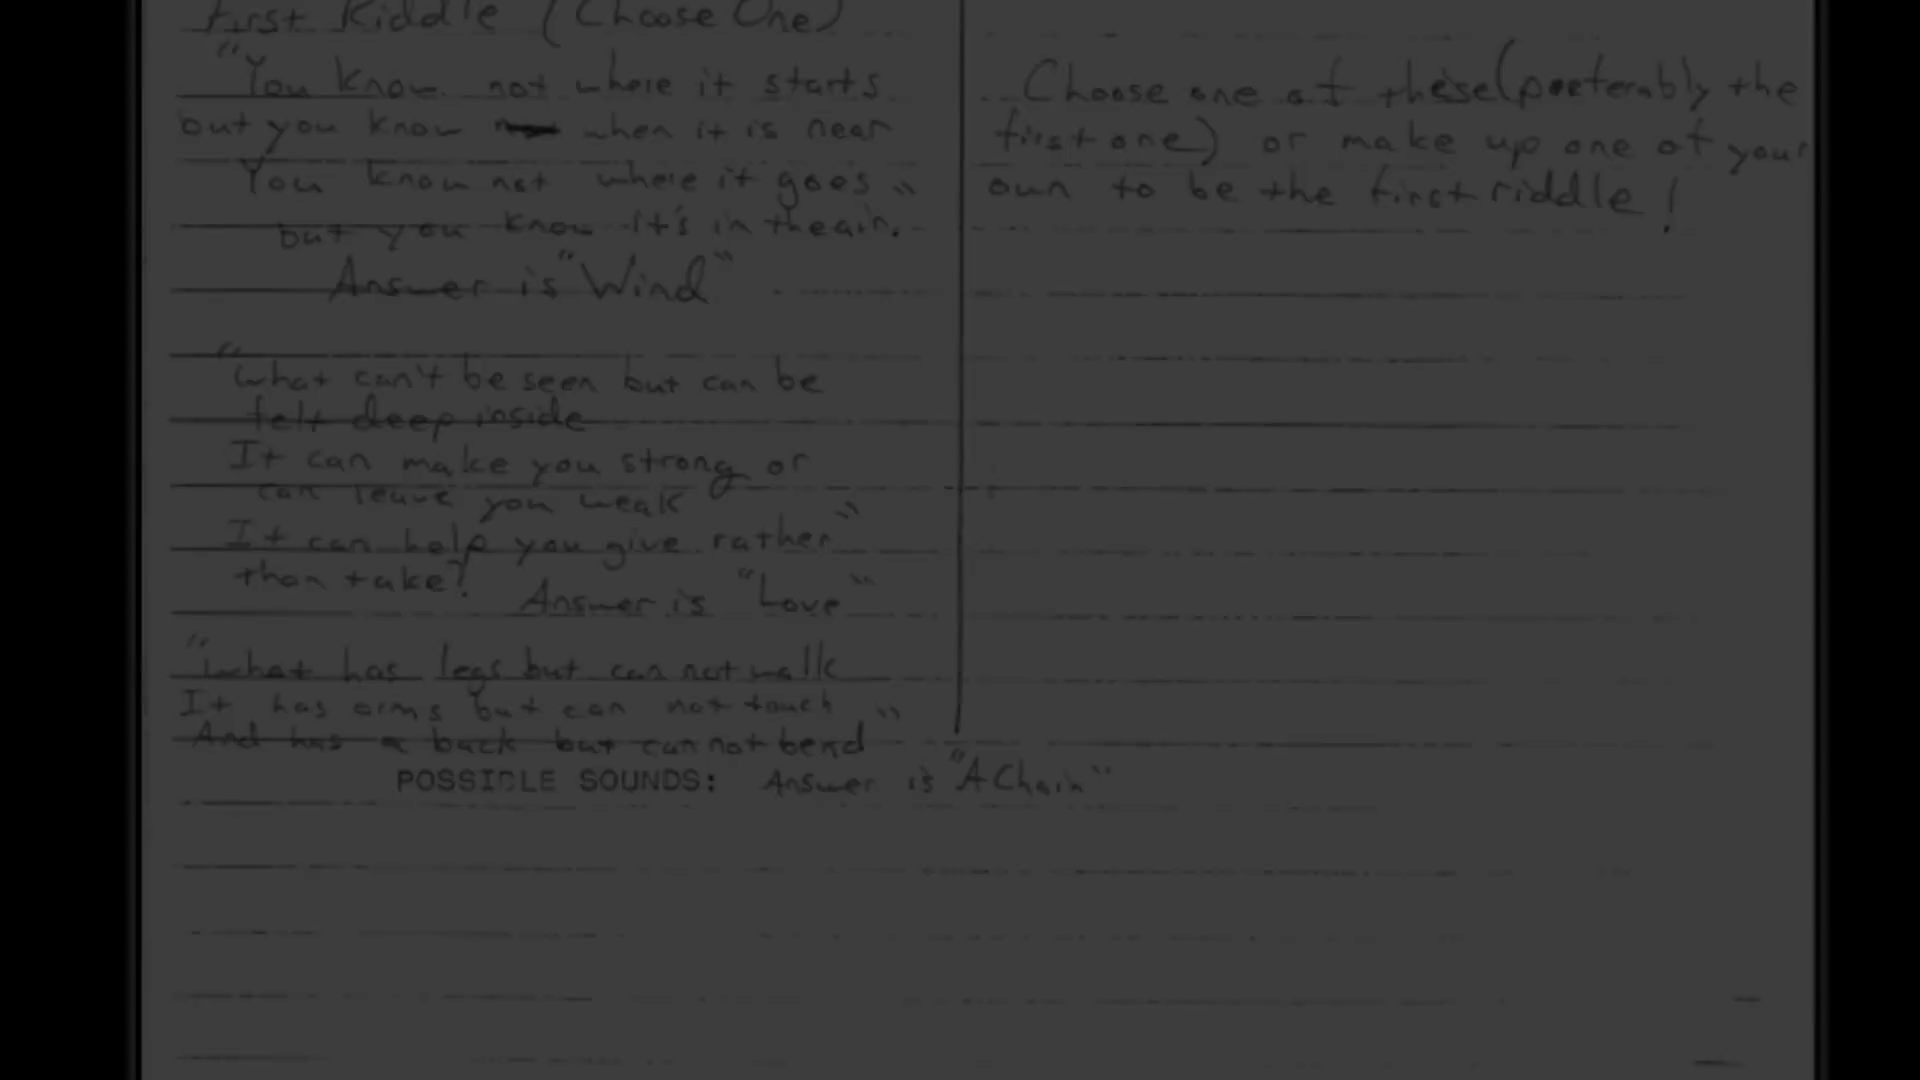 First Riddle (Choose One)
"You know not where it starts
but you know when it is near
You know not where it goes
but you know it's in the air."
Answer is "Wind"
"What can't be seen but can be
felt deep inside
It can make you strong or
can leave you weak
It can help you give rather
than take?"
Answer is "Love"
"What has legs but can not walk
It has arms but can not touch
And has a back but can not bend"
POSSIBLE SOUNDS: Answer is "A Chair"
Choose one of these (preferably the
first one) or make up one of your
own to be the first riddle!